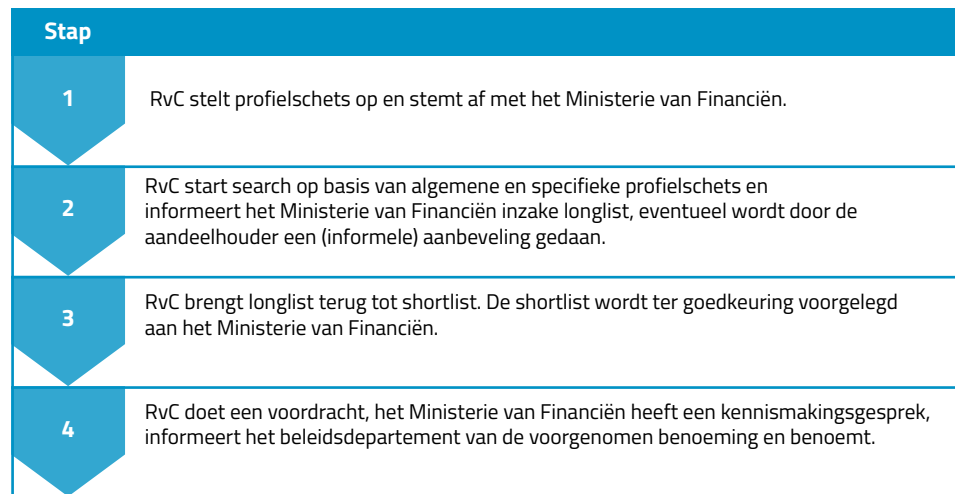 Stap
1
RvC stelt profielschets op en stemt af met het Ministerie van Financiën.
2
RvC start search op basis van algemene en specifieke profielschets en
informeert het Ministerie van Financiën inzake longlist, eventueel wordt door de
aandeelhouder een (informele) aanbeveling gedaan.
3
RvC brengt longlist terug tot shortlist. De shortlist wordt ter goedkeuring voorgelegd
aan het Ministerie van Financiën.
4
RvC doet een voordracht, het Ministerie van Financiën heeft een kennismakingsgesprek,
informeert het beleidsdepartement van de voorgenomen benoeming en benoemt.